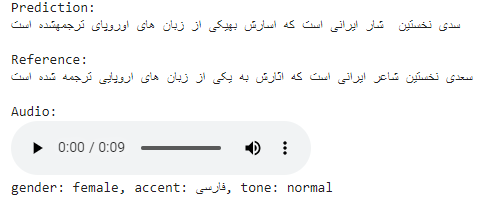 Prediction:
سدی نخستین شار ایرانی است که اسارش بهیکی از زبان های اوروپای ترجمهشده است
Reference:
سعدی نخستین شاعر ایرانی است که اثارش به یکی از زبان های اروپایی ترجمه شده است
Audio:
0:00 / 0:09
gender: female, accent: فارسی, tone: normal